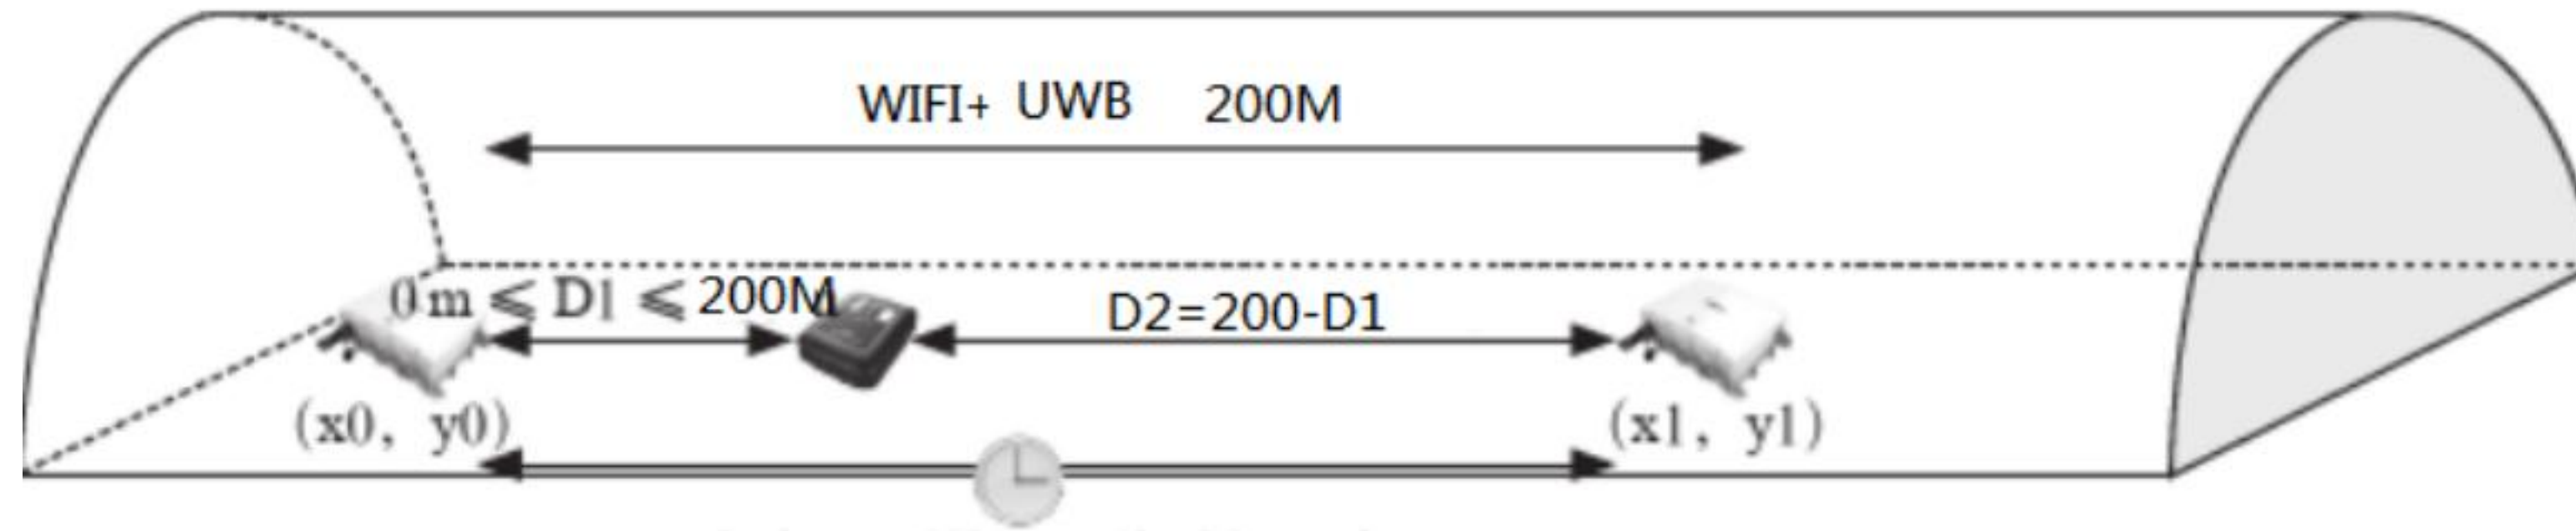 WIFI+ UWB 200M
0m ≤ D1 ≤ 200M
D2=200-D1
(x0, y0)
(x1, y1)